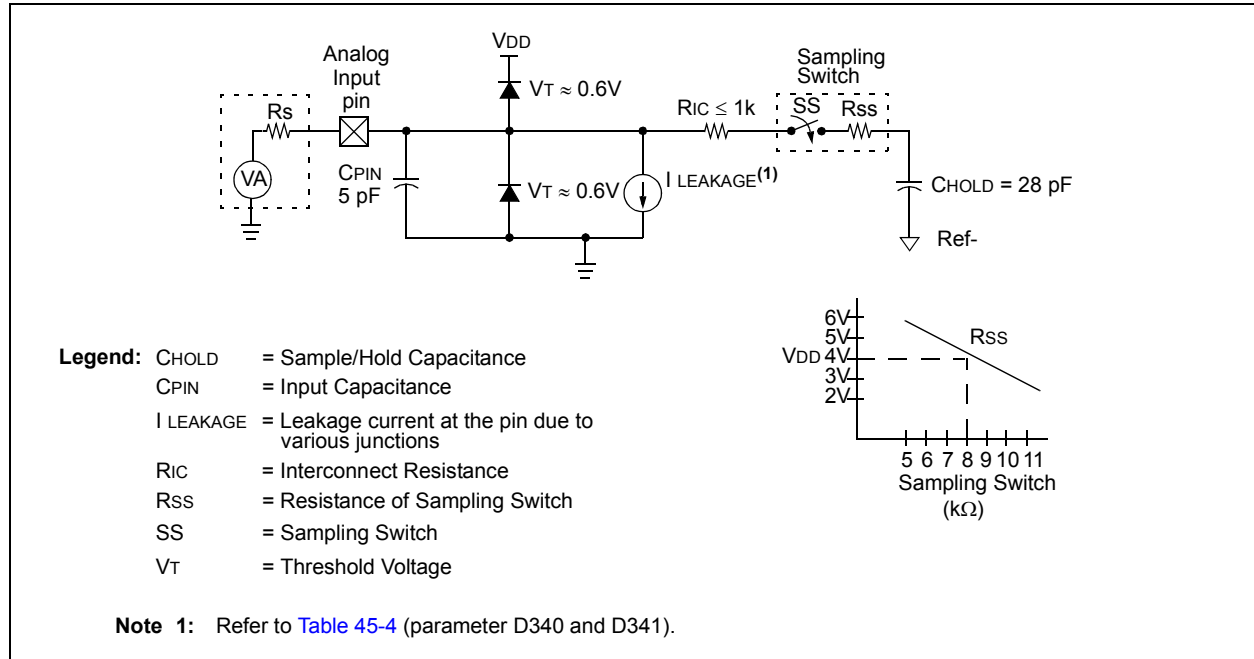 VDD
Analog
Input
pin
Sampling
Switch
Rs
VT ≈ 0.6V
RIC ≤ 1k
SS
Rss
VA
CPIN
5 pF
VT ≈ 0.6V
I LEAKAGE(1)
CHOLD = 28 pF
Ref-
6V
5V
VDD 4V
3V
2V
RSS
5 6 7 8 9 10 11
Sampling Switch
(kΩ)
Legend: CHOLD = Sample/Hold Capacitance
CPIN = Input Capacitance
I LEAKAGE = Leakage current at the pin due to
various junctions
RIC = Interconnect Resistance
RSS = Resistance of Sampling Switch
SS = Sampling Switch
VT = Threshold Voltage
Note 1: Refer to Table 45-4 (parameter D340 and D341).